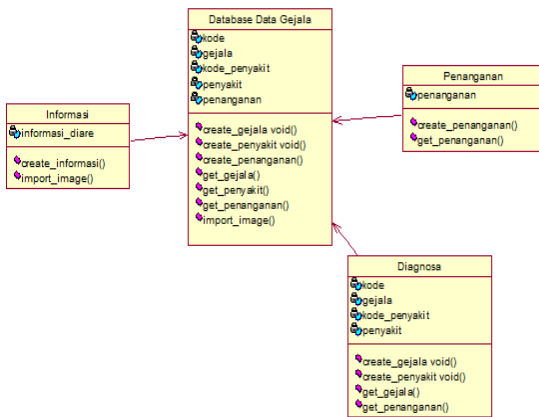 Database Data Gejala
kode
gejala
kode_penyakit
penyakit
penanganan
create_gejala void()
create_penyakit void()
create_penanganan()
get_gejala()
get_penyakit()
get_penanganan()
import_image()
Informasi
informasi_diare
create_informasi()
import_image()
Penanganan
penanganan
create_penanganan()
get_penanganan()
Diagnosa
kode
gejala
kode_penyakit
penyakit
create_gejala void()
create_penyakit void()
get_gejala()
get_penanganan()